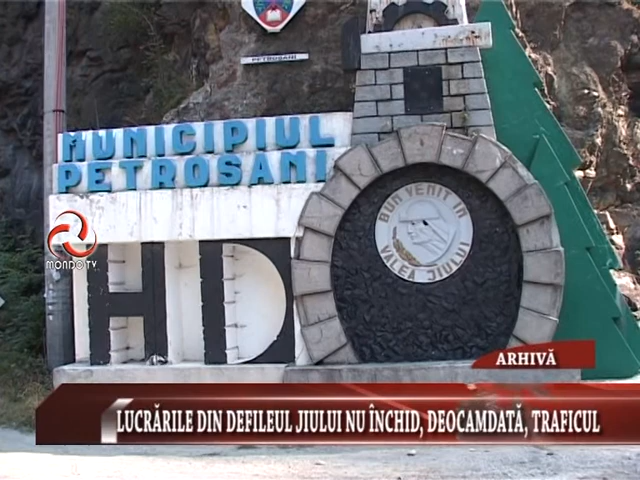 PETROSANI
MUNICIPIUL
PETROSANI
BUN VENIT IN
VALEA JIULUI
HD
MONDO TV
ARHIVĂ
LUCRĂRILE DIN DEFILEUL JIULUI NU ÎNCHID, DEOCAMDATĂ, TRAFICUL